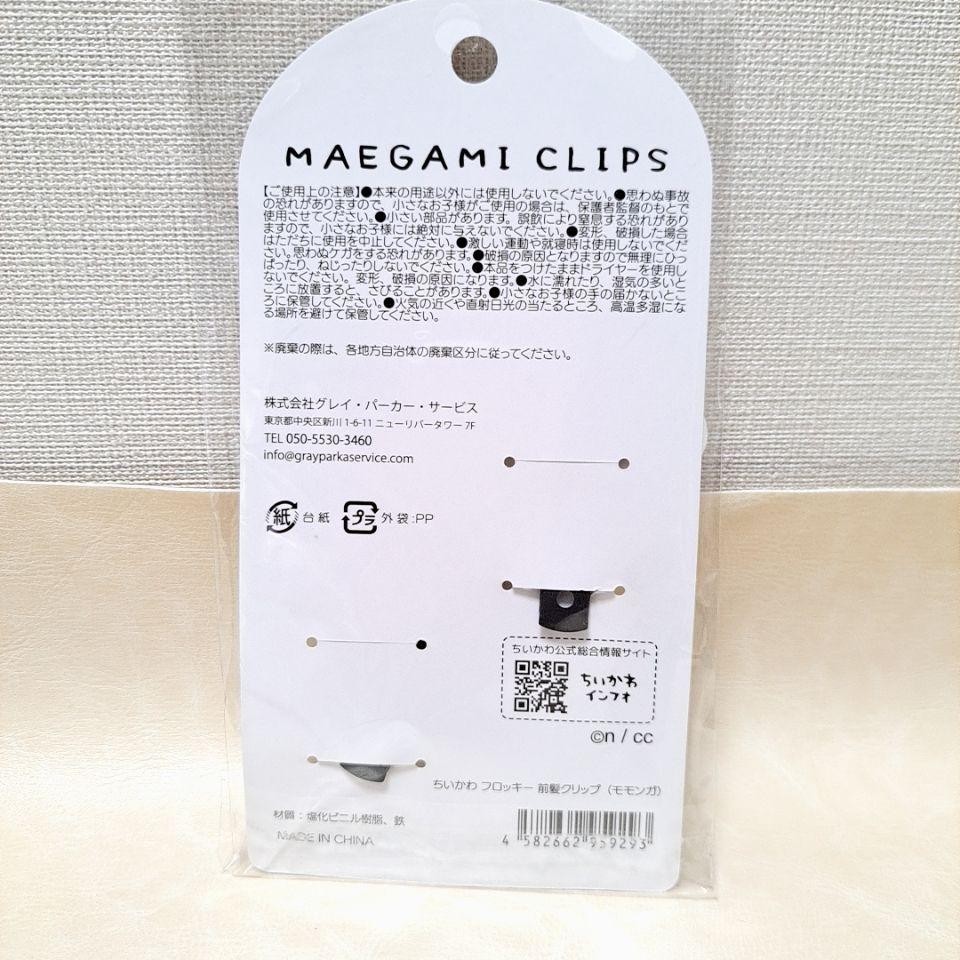 MAEGAMI CLIPS
【ご使用上の注意】●本来の用途以外には使用しないでください。●思わぬ事故
の恐れがありますので、小さなお子様がご使用の場合は、保護者監督のもとで
使用させてください。●小さい部品があります。誤飲により窒息する恐れがあり
ますので、小さなお子様には絶対に与えないでください。●変形、破損した場合
はただちに使用を中止してください。●激しい運動や就寝時は使用しないでくだ
さい。思わぬケガをする恐れがあります。●破損の原因となりますので無理にひっ
ぱったり、ねじったりしないでください。●本品をつけたままドライヤーを使用し
ないでください。変形、破損の原因になります。●水に濡れたり、湿気の多いと
ころに放置すると、さびることがあります。●小さなお子様の手の届かないとこ
ろに保管してください。●火気の近くや直射日光の当たるところ、高温多湿にな
る場所を避けて保管してください。
※廃棄の際は、各地方自治体の廃棄区分に従ってください。
株式会社グレイ・パーカー・サービス
東京都中央区新川 1-6-11 ニューリバータワー 7F
TEL 050-5530-3460
info@grayparkaservice.com
紙 台紙 プラ 外袋:PP
ちいかわ公式総合情報サイト
ちいかわ
インフォ
©n / cc
ちいかわ フロッキー 前髪クリップ（モモンガ）
材質：塩化ビニル樹脂、鉄
MADE IN CHINA
4 582662 959293